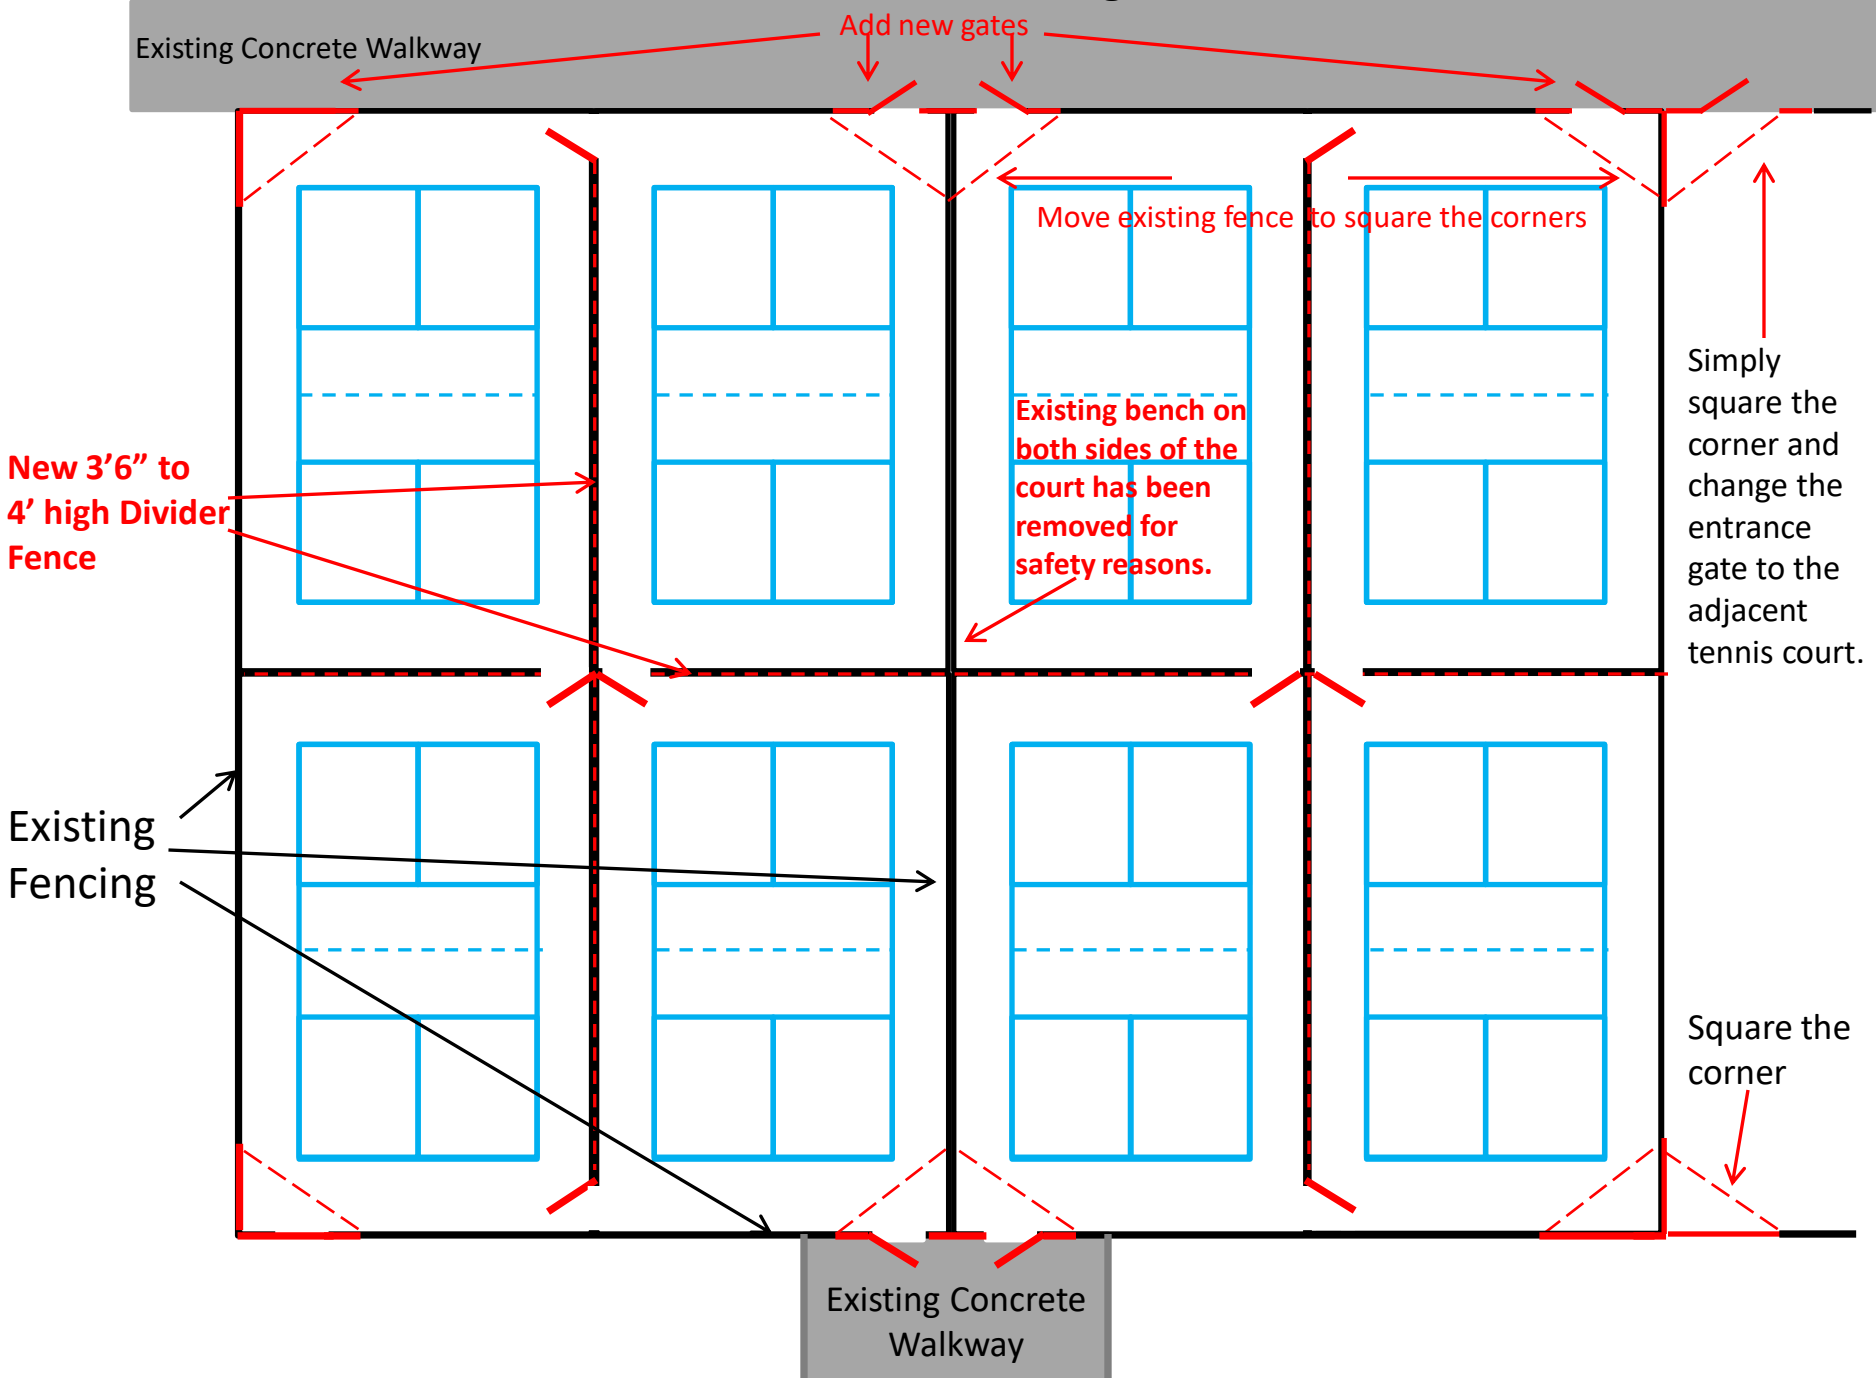 Add new gates
Existing Concrete Walkway
Move existing fence to square the corners
Simply
square the
corner and
change the
entrance
gate to the
adjacent
tennis court.
Existing bench on
both sides of the
court has been
removed for
safety reasons.
New 3’6” to
4’ high Divider
Fence
Existing
Fencing
Square the
corner
Existing Concrete
Walkway